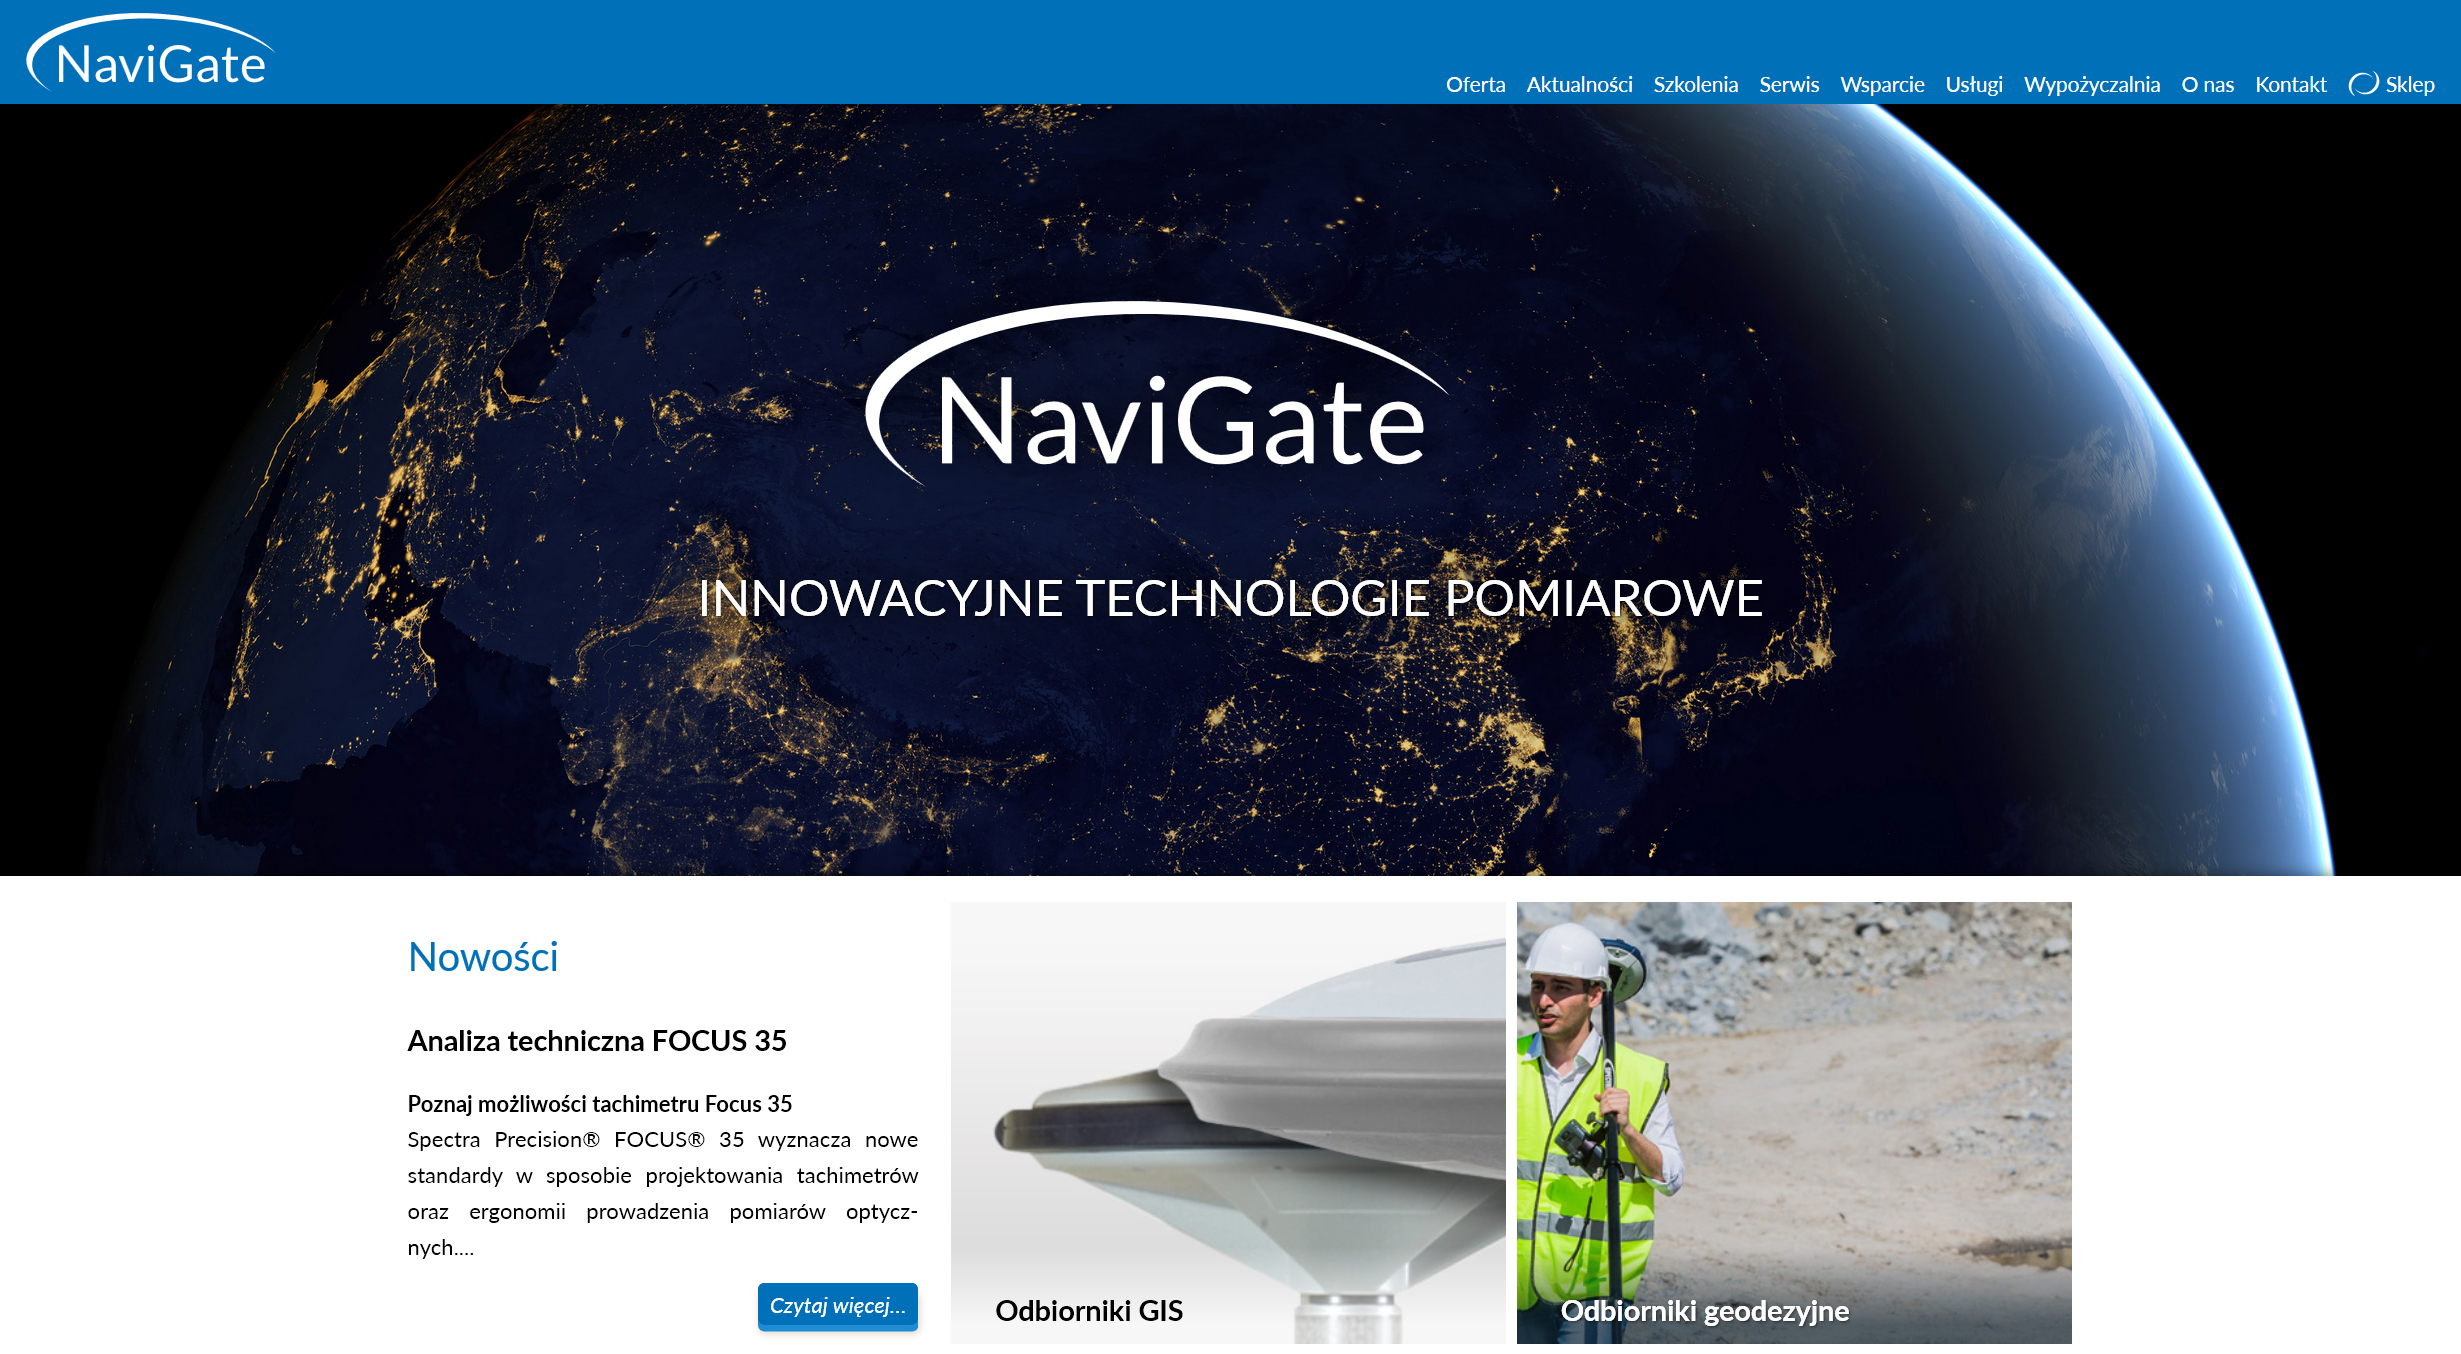 NaviGate
Oferta Aktualności Szkolenia Serwis Wsparcie Usługi Wypożyczalnia O nas Kontakt Sklep
NaviGate
INNOWACYJNE TECHNOLOGIE POMIAROWE
Nowości
Analiza techniczna FOCUS 35
Poznaj możliwości tachimetru Focus 35
Spectra Precision® FOCUS® 35 wyznacza nowe
standardy w sposobie projektowania tachimetrów
oraz ergonomii prowadzenia pomiarów optycz-
nych....
Czytaj więcej...
Odbiorniki GIS
Odbiorniki geodezyjne